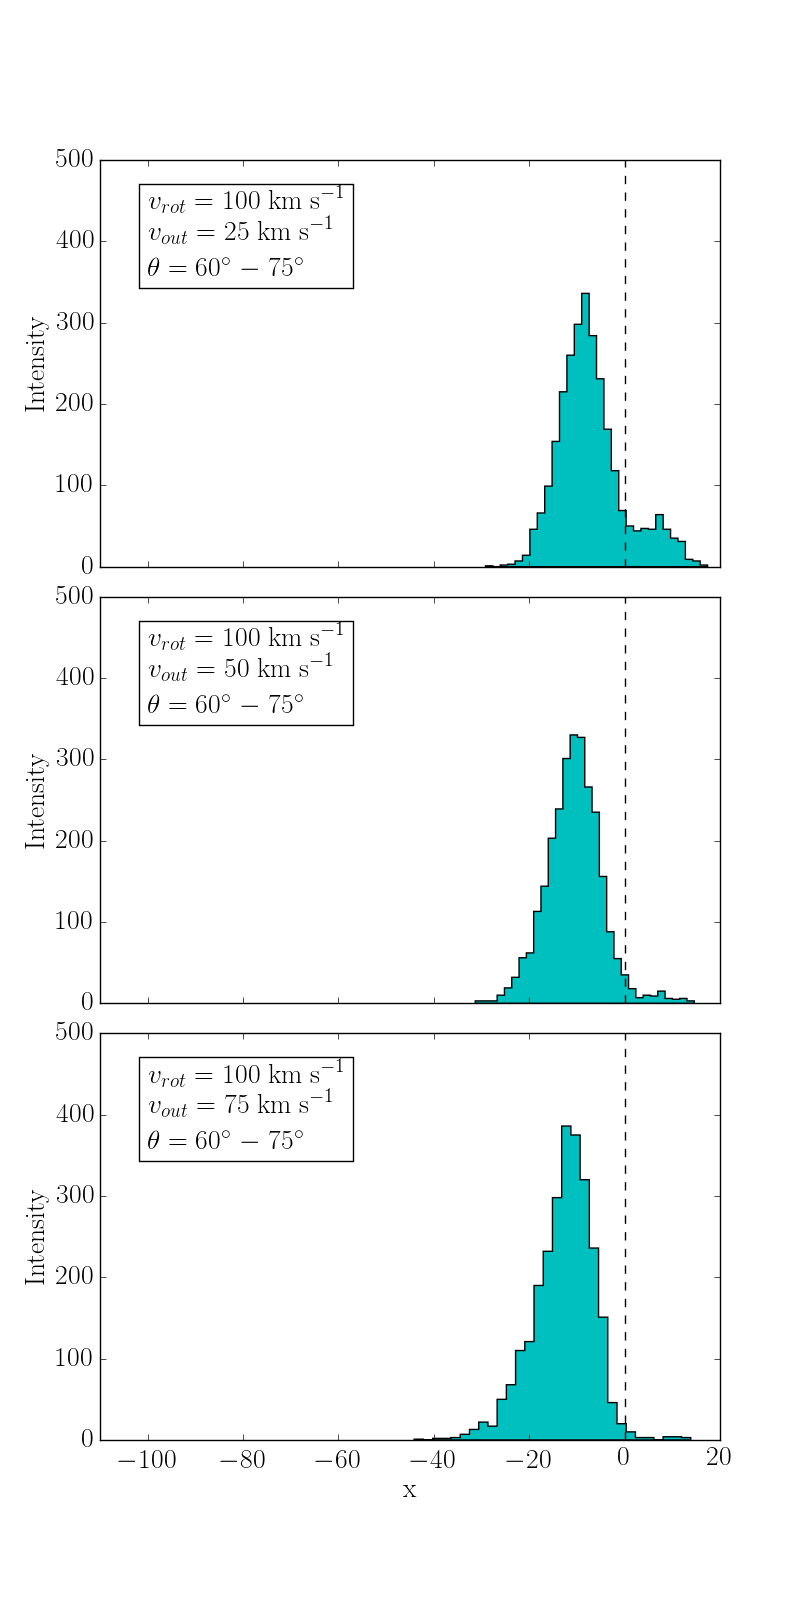 500
400
300
200
100
0
Intensity
v_rot = 100 km s⁻¹
v_out = 25 km s⁻¹
θ = 60° − 75°
500
400
300
200
100
0
Intensity
v_rot = 100 km s⁻¹
v_out = 50 km s⁻¹
θ = 60° − 75°
500
400
300
200
100
0
Intensity
v_rot = 100 km s⁻¹
v_out = 75 km s⁻¹
θ = 60° − 75°
−100 −80 −60 −40 −20 0 20
x